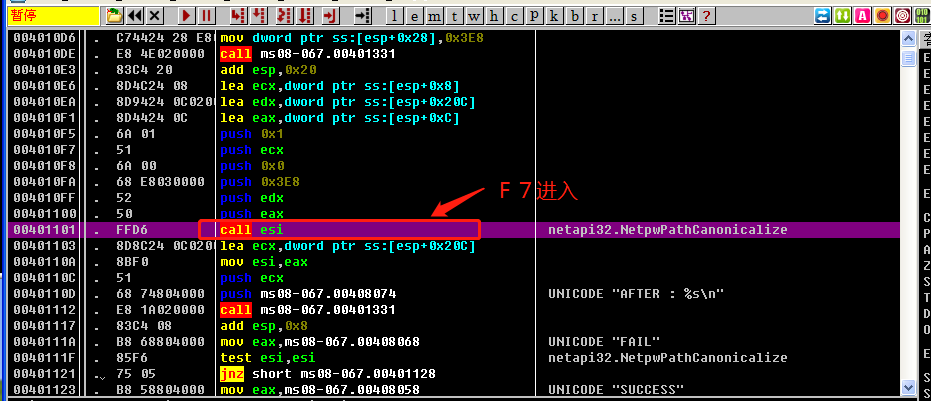 暫停
l e m t w h c P k b r ... s
?
004010D6 . C74424 28 E8 mov dword ptr ss:[esp+0x28],0x3E8
004010DE . E8 4E020000 call ms08-067.00401331
004010E3 . 83C4 20 add esp,0x20
004010E6 . 8D4C24 08 lea ecx,dword ptr ss:[esp+0x8]
004010EA . 8D9424 0C020 lea edx,dword ptr ss:[esp+0x20C]
004010F1 . 8D4424 0C lea eax,dword ptr ss:[esp+0xC]
004010F5 . 6A 01 push 0x1
004010F7 . 51 push ecx
004010F8 . 6A 00 push 0x0
004010FA . 68 E8030000 push 0x3E8
004010FF . 52 push edx
00401100 . 50 push eax
F7进入
00401101 . FFD6 call esi netapi32.NetpwPathCanonicalize
00401103 . 8D8C24 0C020 lea ecx,dword ptr ss:[esp+0x20C]
0040110A . 8BF0 mov esi,eax
0040110C . 51 push ecx
0040110D . 68 74804000 push ms08-067.00408074 UNICODE "AFTER : %s\n"
00401112 . E8 1A020000 call ms08-067.00401331
00401117 . 83C4 08 add esp,0x8
0040111A . B8 68804000 mov eax,ms08-067.00408068 UNICODE "FAIL"
0040111F . 85F6 test esi,esi netapi32.NetpwPathCanonicalize
00401121 .⌄ 75 05 jnz short ms08-067.00401128
00401123 . B8 58804000 mov eax,ms08-067.00408058 UNICODE "SUCCESS"